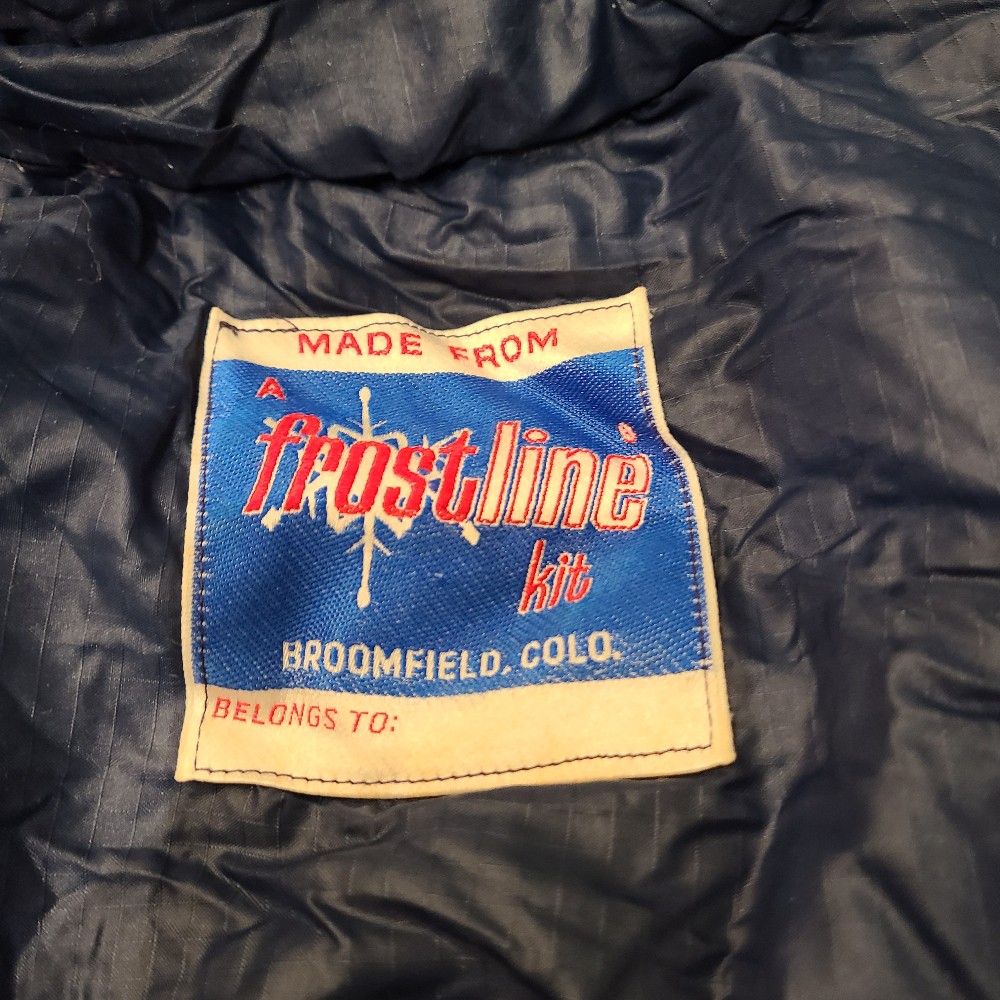 MADE FROM
A
frostline®
kit
BROOMFIELD, COLO.
BELONGS TO: